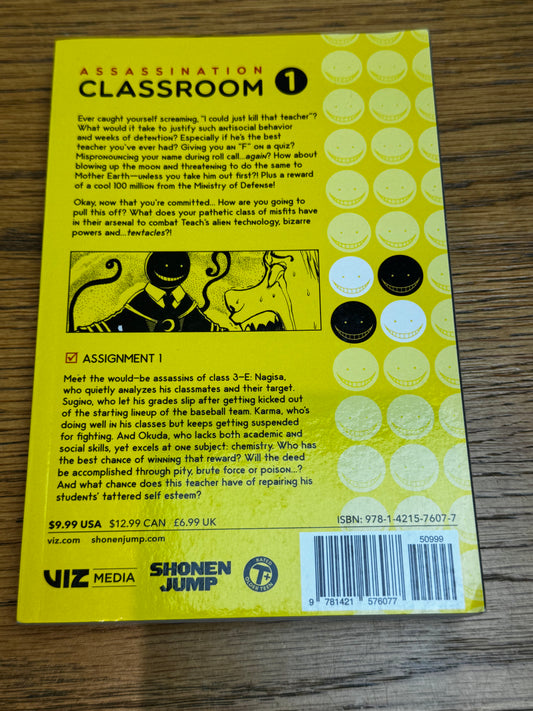 ASSASSINATION
CLASSROOM 1
Ever caught yourself screaming, "I could just kill that teacher"?
What would it take to justify such antisocial behavior
and weeks of detention? Especially if he's the best
teacher you've ever had? Giving you an "F" on a quiz?
Mispronouncing your name during roll call...again? How about
blowing up the moon and threatening to do the same to
Mother Earth—unless you take him out first?! Plus a reward
of a cool 100 million from the Ministry of Defense!
Okay, now that you're committed... How are you going to
pull this off? What does your pathetic class of misfits have
in their arsenal to combat Teach's alien technology, bizarre
powers and...tentacles?!
ASSIGNMENT 1
Meet the would-be assassins of class 3-E: Nagisa,
who quietly analyzes his classmates and their target.
Sugino, who let his grades slip after getting kicked out
of the starting lineup of the baseball team. Karma, who's
doing well in his classes but keeps getting suspended
for fighting. And Okuda, who lacks both academic and
social skills, yet excels at one subject: chemistry. Who has
the best chance of winning that reward? Will the deed
be accomplished through pity, brute force or poison...?
And what chance does this teacher have of repairing his
students' tattered self esteem?
$9.99 USA $12.99 CAN £6.99 UK
viz.com shonenjump.com
VIZ MEDIA
SHONEN
JUMP
RATED
T+
OLDER TEEN
ISBN: 978-1-4215-7607-7
50999
9 781421 576077